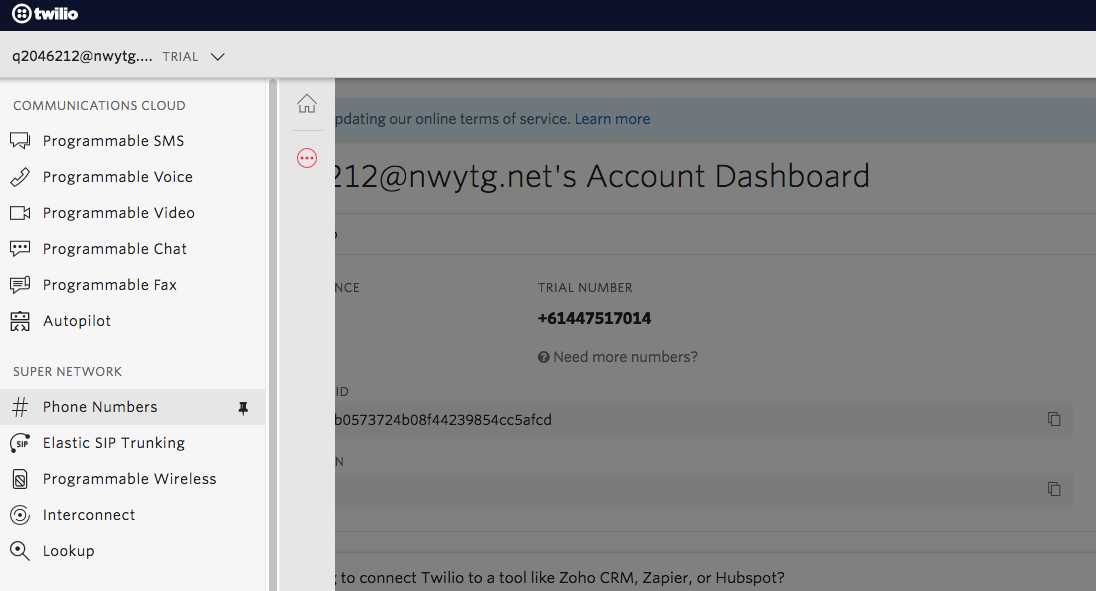 twilio
q2046212@nwytg.... TRIAL
COMMUNICATIONS CLOUD
Programmable SMS
Programmable Voice
Programmable Video
Programmable Chat
Programmable Fax
Autopilot
SUPER NETWORK
# Phone Numbers
SIP Elastic SIP Trunking
Programmable Wireless
Interconnect
Lookup
pdating our online terms of service. Learn more
212@nwytg.net's Account Dashboard
NCE
TRIAL NUMBER
+61447517014
? Need more numbers?
ID
b0573724b08f44239854cc5afcd
N
to connect Twilio to a tool like Zoho CRM, Zapier, or Hubspot?